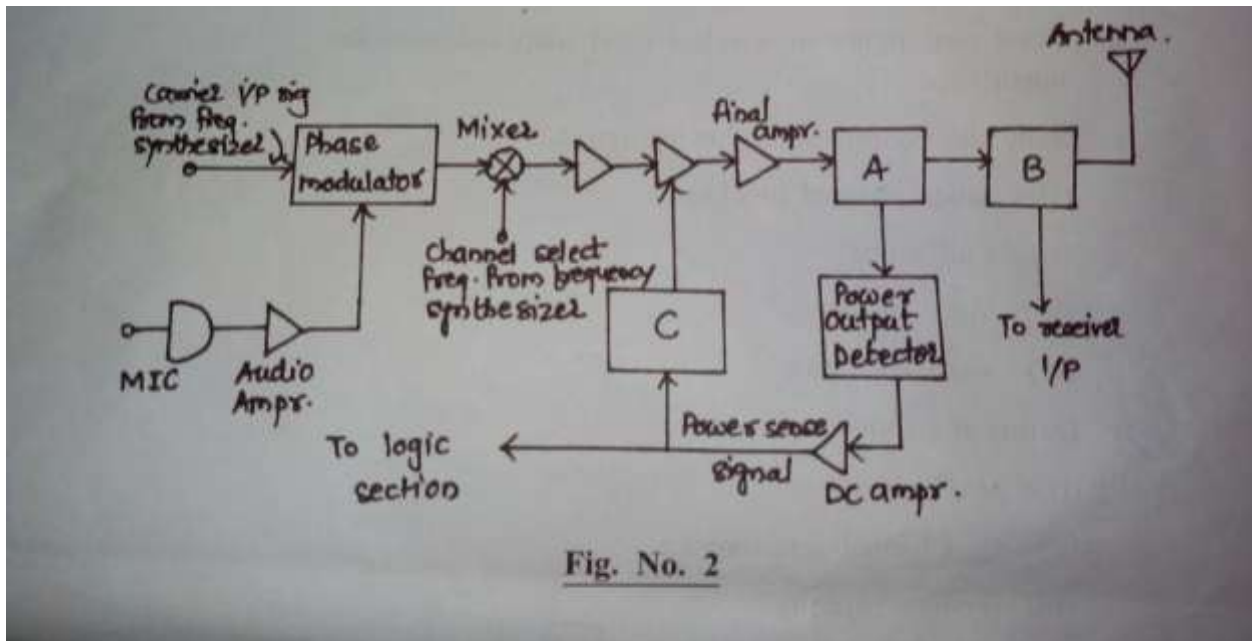 Antenna.
Carrier i/p sig
from freq.
synthesizer
Phase
modulator
Mixer
Final
ampr.
A
B
Channel select
freq. from frequency
synthesizer
C
Power
output
Detector
To receiver
I/P
MIC
Audio
Ampr.
To logic
section
Power sense
signal
DC ampr.
Fig. No. 2